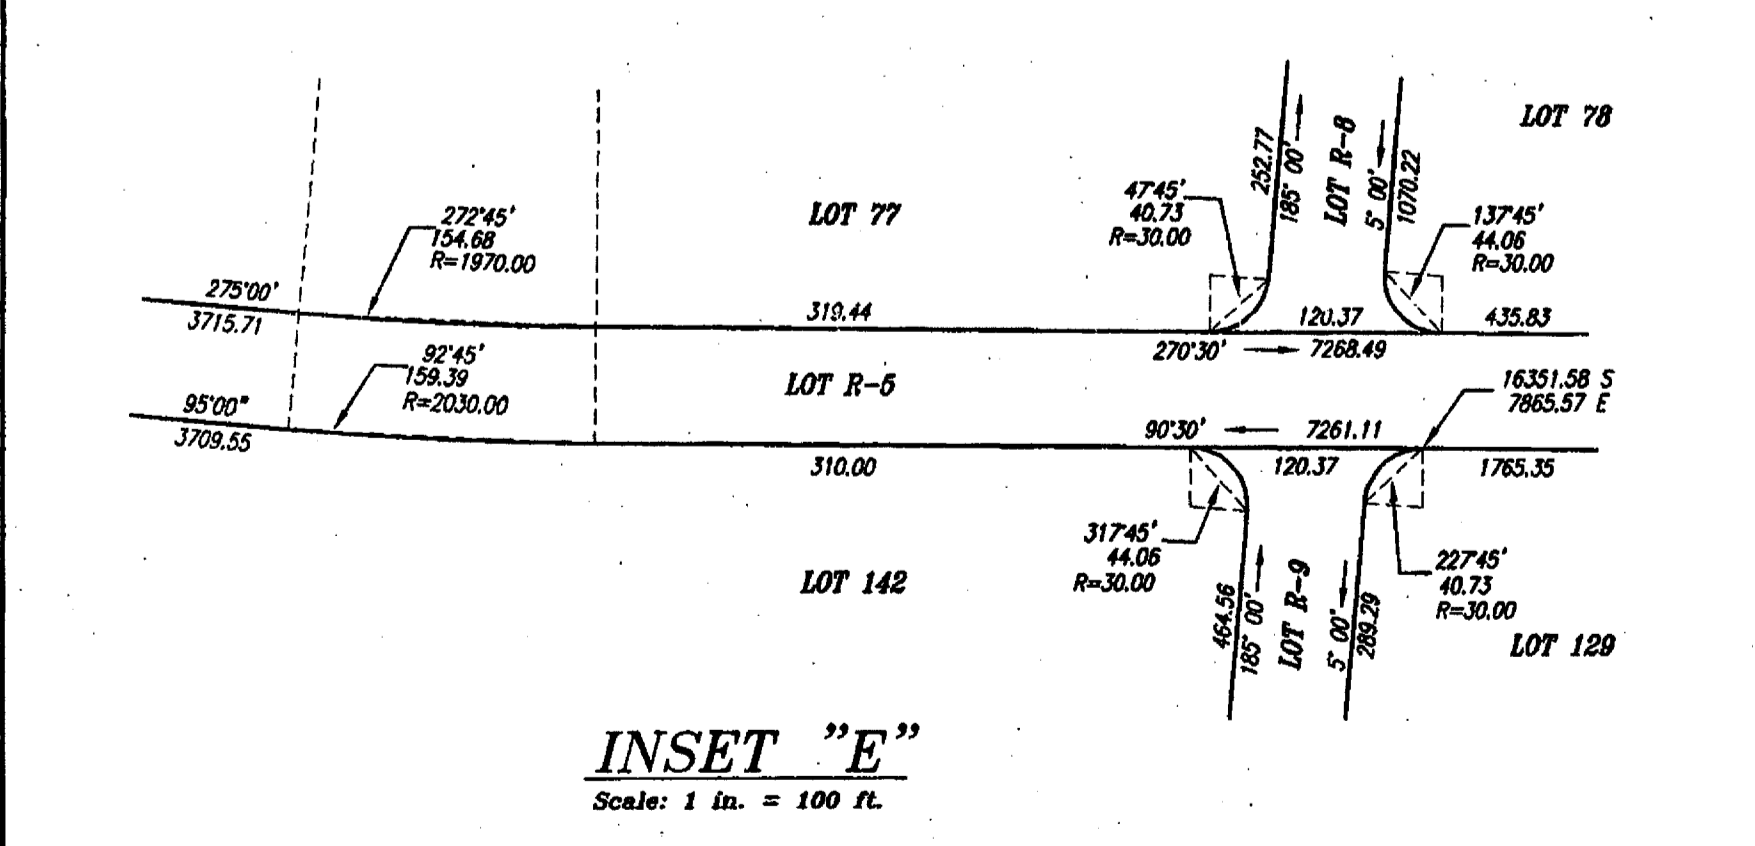 LOT 78
LOT R-8
252.77
185° 00'
5° 00'
1070.22
47°45'
40.73
R=30.00
137°45'
44.06
R=30.00
LOT 77
272°45'
154.68
R=1970.00
275°00'
3715.71
319.44
120.37
435.83
270°30'
7268.49
92°45'
159.39
R=2030.00
LOT R-5
16351.58 S
7865.57 E
95°00"
3709.55
90°30'
7261.11
310.00
120.37
1765.35
317°45'
44.06
R=30.00
227°45'
40.73
R=30.00
LOT 142
464.56
185° 00'
LOT R-9
5° 00'
289.29
LOT 129
INSET "E"
Scale: 1 in. = 100 ft.